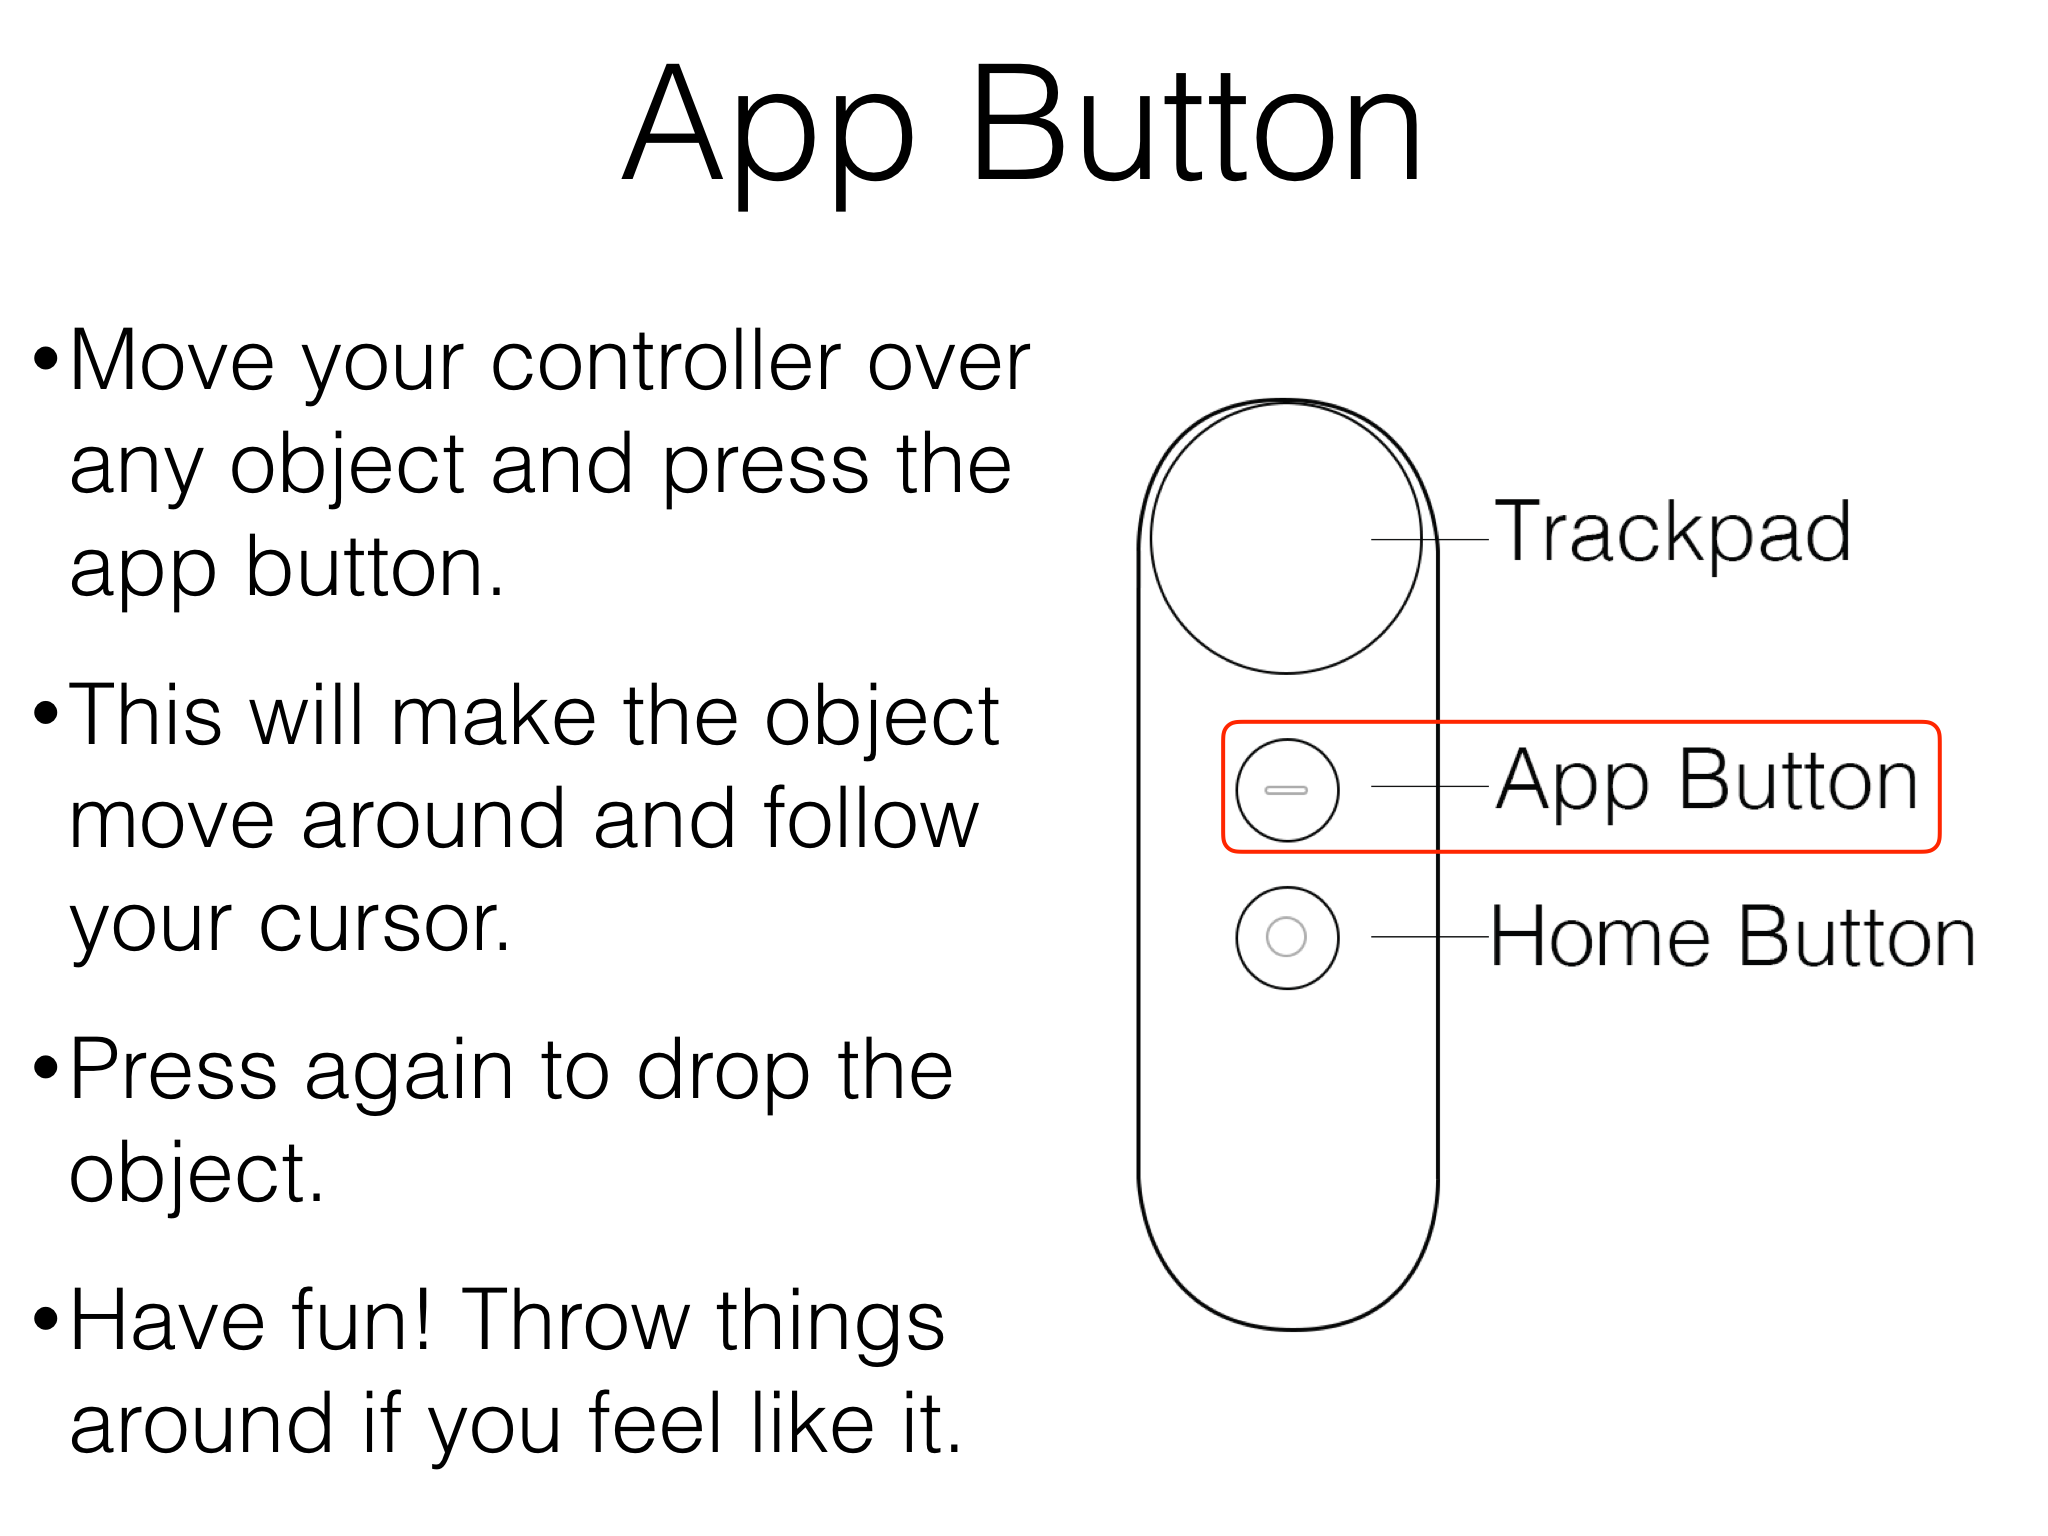 App Button
•Move your controller over
any object and press the
app button.
•This will make the object
move around and follow
your cursor.
•Press again to drop the
object.
•Have fun! Throw things
around if you feel like it.
Trackpad
App Button
Home Button